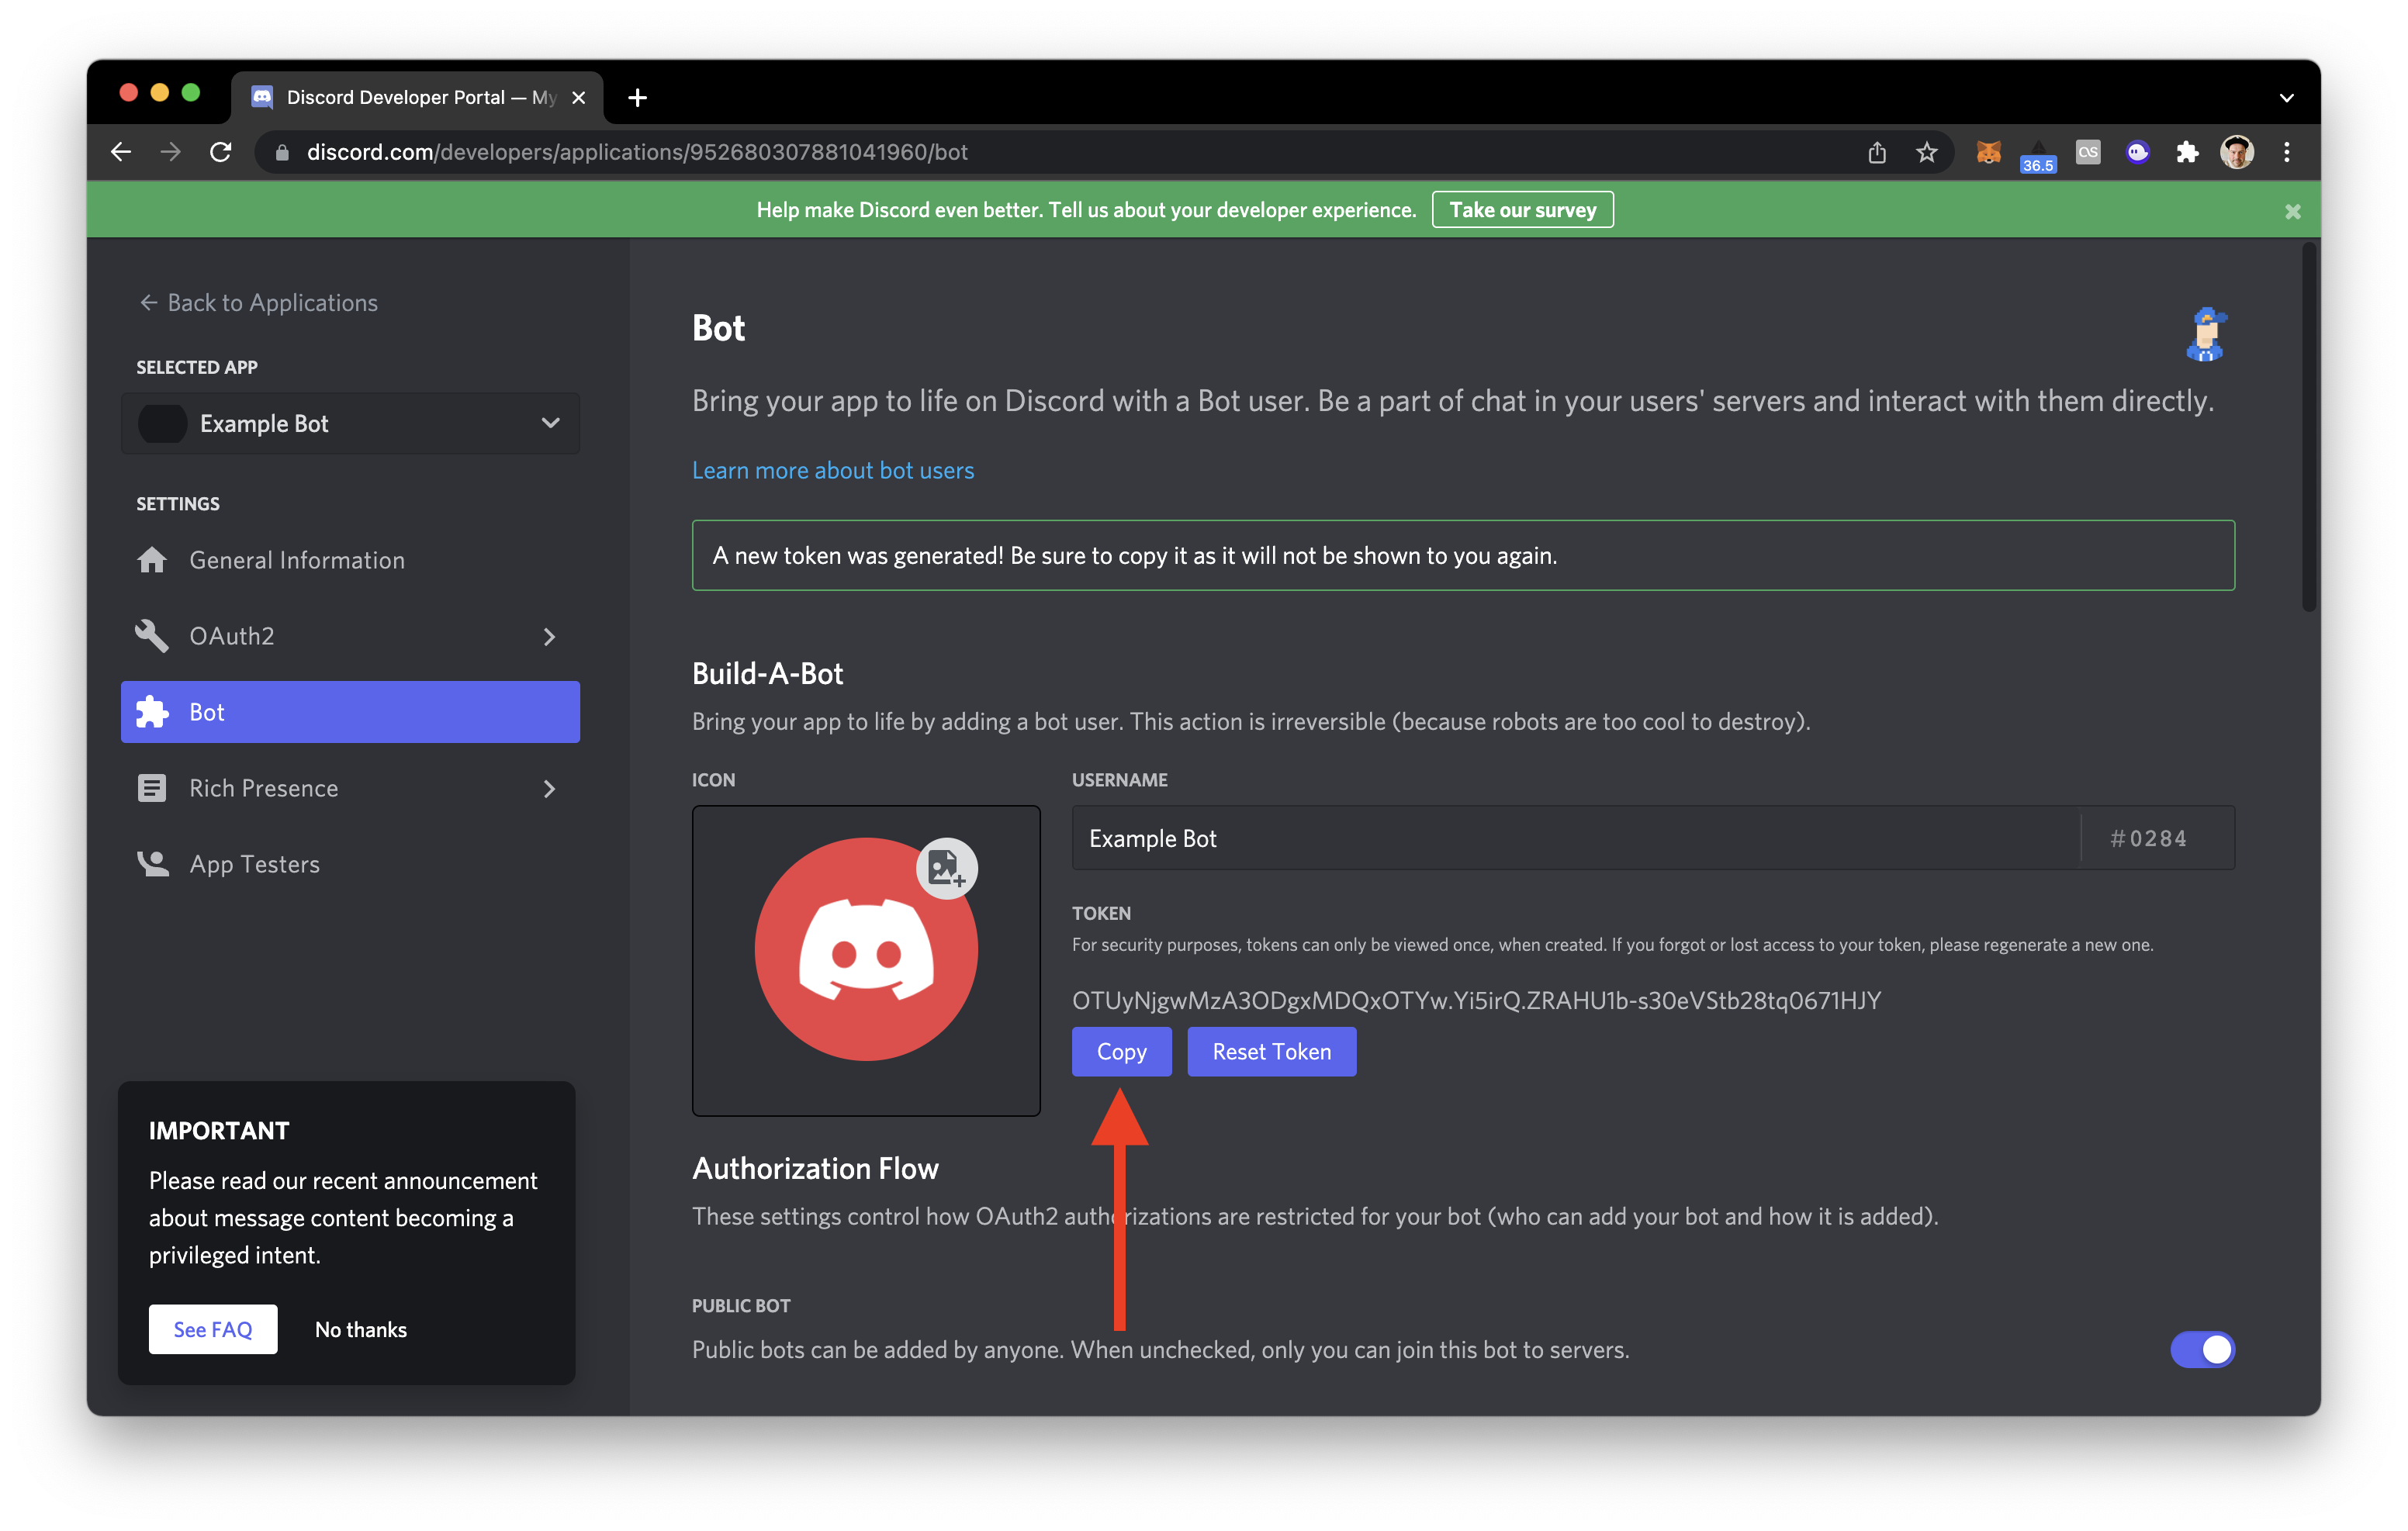 Discord Developer Portal — My
discord.com/developers/applications/952680307881041960/bot
36.5
Help make Discord even better. Tell us about your developer experience. Take our survey
← Back to Applications
SELECTED APP
Example Bot
SETTINGS
General Information
OAuth2
Bot
Rich Presence
App Testers
IMPORTANT
Please read our recent announcement
about message content becoming a
privileged intent.
See FAQ No thanks
Bot
Bring your app to life on Discord with a Bot user. Be a part of chat in your users' servers and interact with them directly.
Learn more about bot users
A new token was generated! Be sure to copy it as it will not be shown to you again.
Build-A-Bot
Bring your app to life by adding a bot user. This action is irreversible (because robots are too cool to destroy).
ICON
USERNAME
Example Bot #0284
TOKEN
For security purposes, tokens can only be viewed once, when created. If you forgot or lost access to your token, please regenerate a new one.
OTUyNjgwMzA3ODgxMDQxOTYw.Yi5irQ.ZRAHU1b-s30eVStb28tq0671HJY
Copy Reset Token
Authorization Flow
These settings control how OAuth2 authorizations are restricted for your bot (who can add your bot and how it is added).
PUBLIC BOT
Public bots can be added by anyone. When unchecked, only you can join this bot to servers.